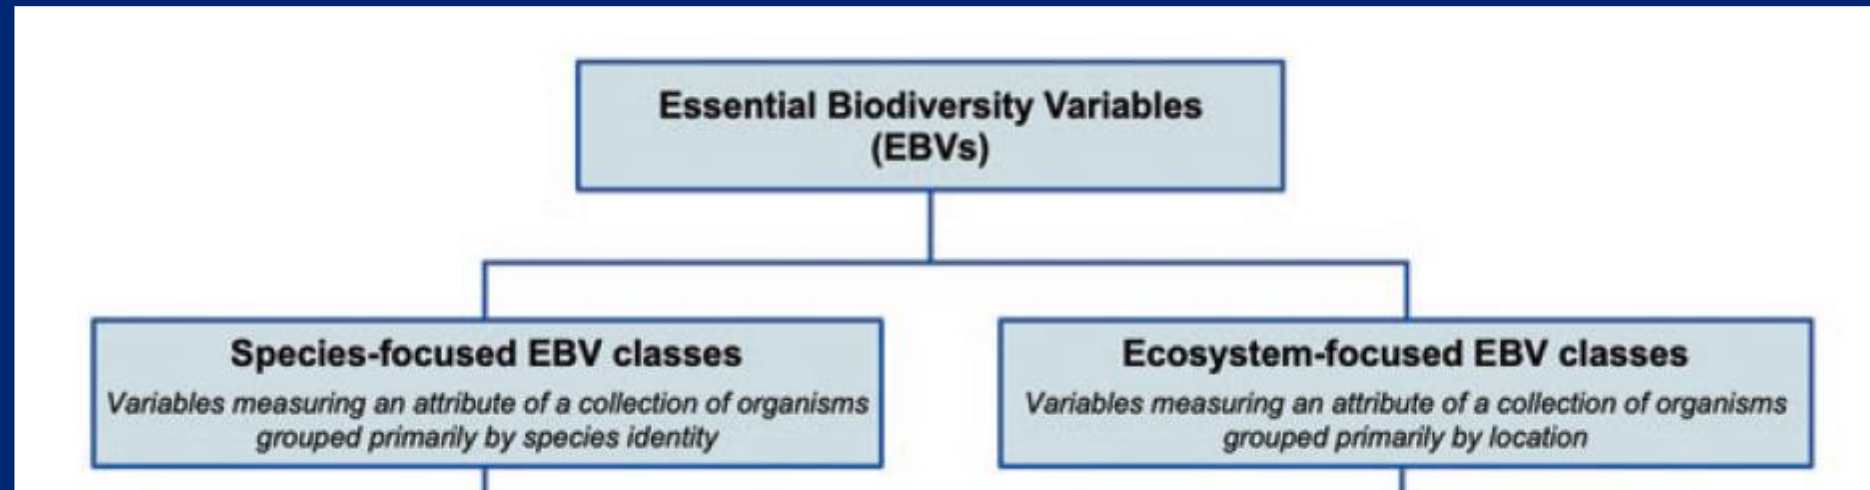 Essential Biodiversity Variables
(EBVs)
Species-focused EBV classes
Variables measuring an attribute of a collection of organisms
grouped primarily by species identity
Ecosystem-focused EBV classes
Variables measuring an attribute of a collection of organisms
grouped primarily by location